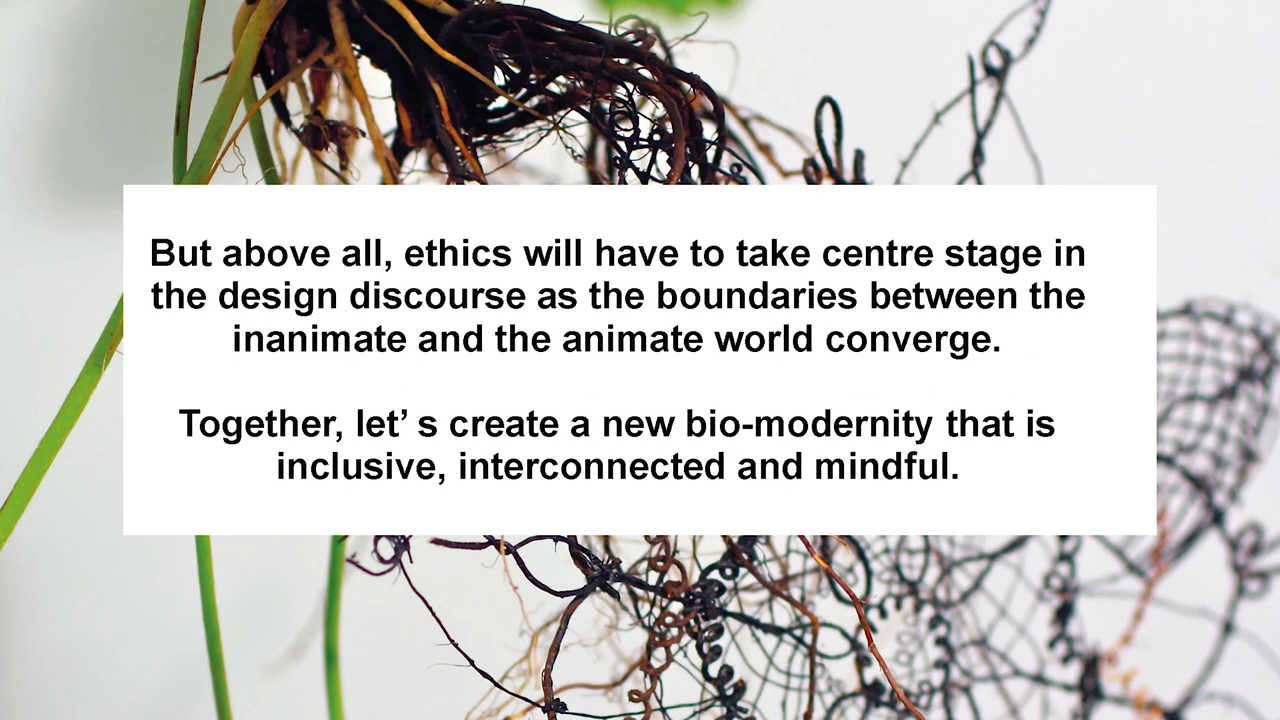 But above all, ethics will have to take centre stage in
the design discourse as the boundaries between the
inanimate and the animate world converge.
Together, let’ s create a new bio-modernity that is
inclusive, interconnected and mindful.